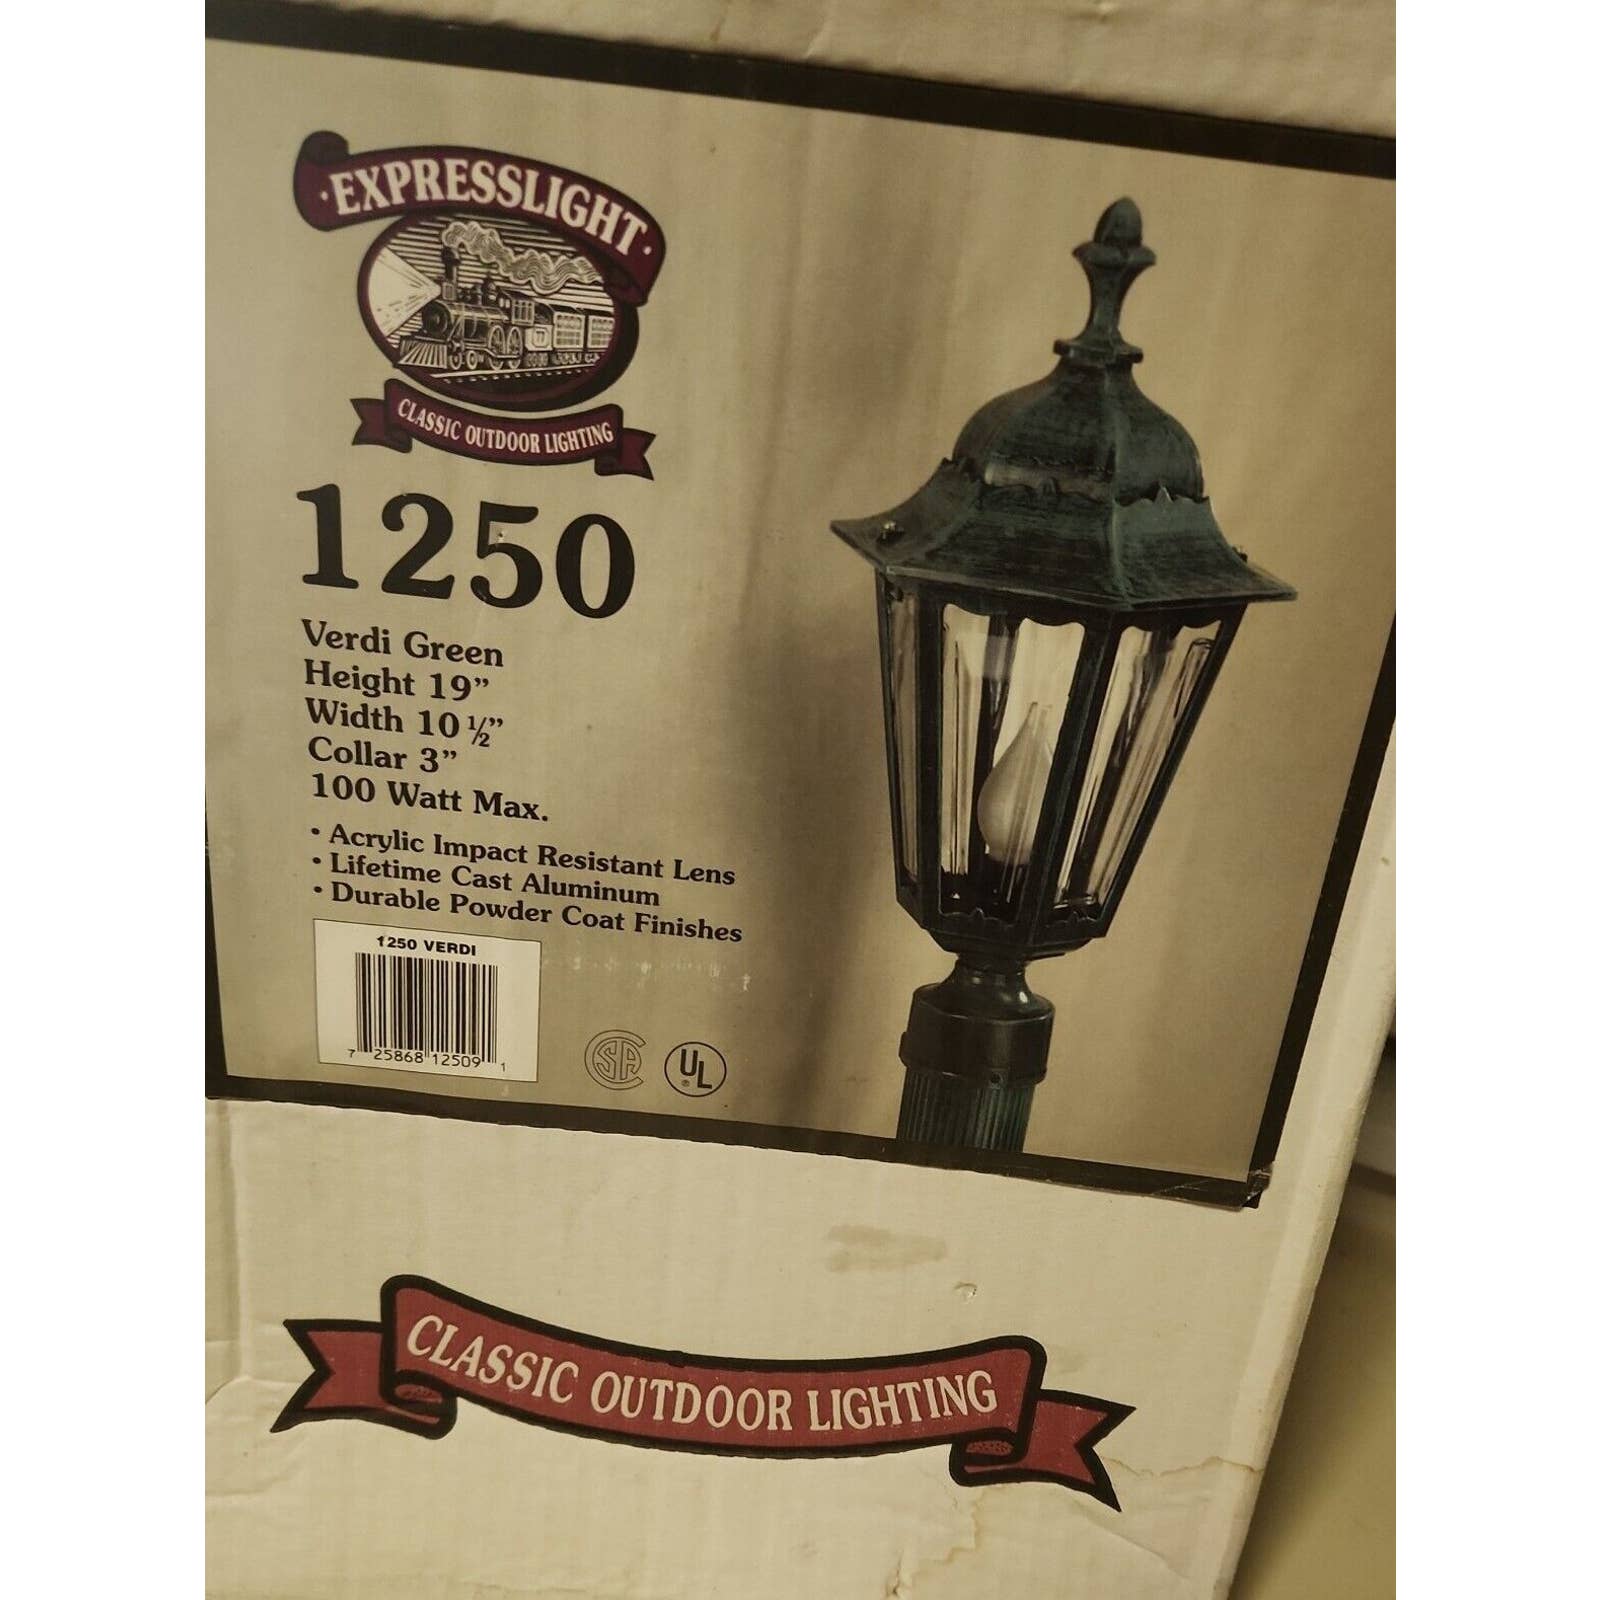 ·EXPRESSLIGHT·
CLASSIC OUTDOOR LIGHTING
1250
Verdi Green
Height 19”
Width 10 ½”
Collar 3”
100 Watt Max.
• Acrylic Impact Resistant Lens
• Lifetime Cast Aluminum
• Durable Powder Coat Finishes
1250 VERDI
7 25868 12509 1
SA
UL
®
CLASSIC OUTDOOR LIGHTING